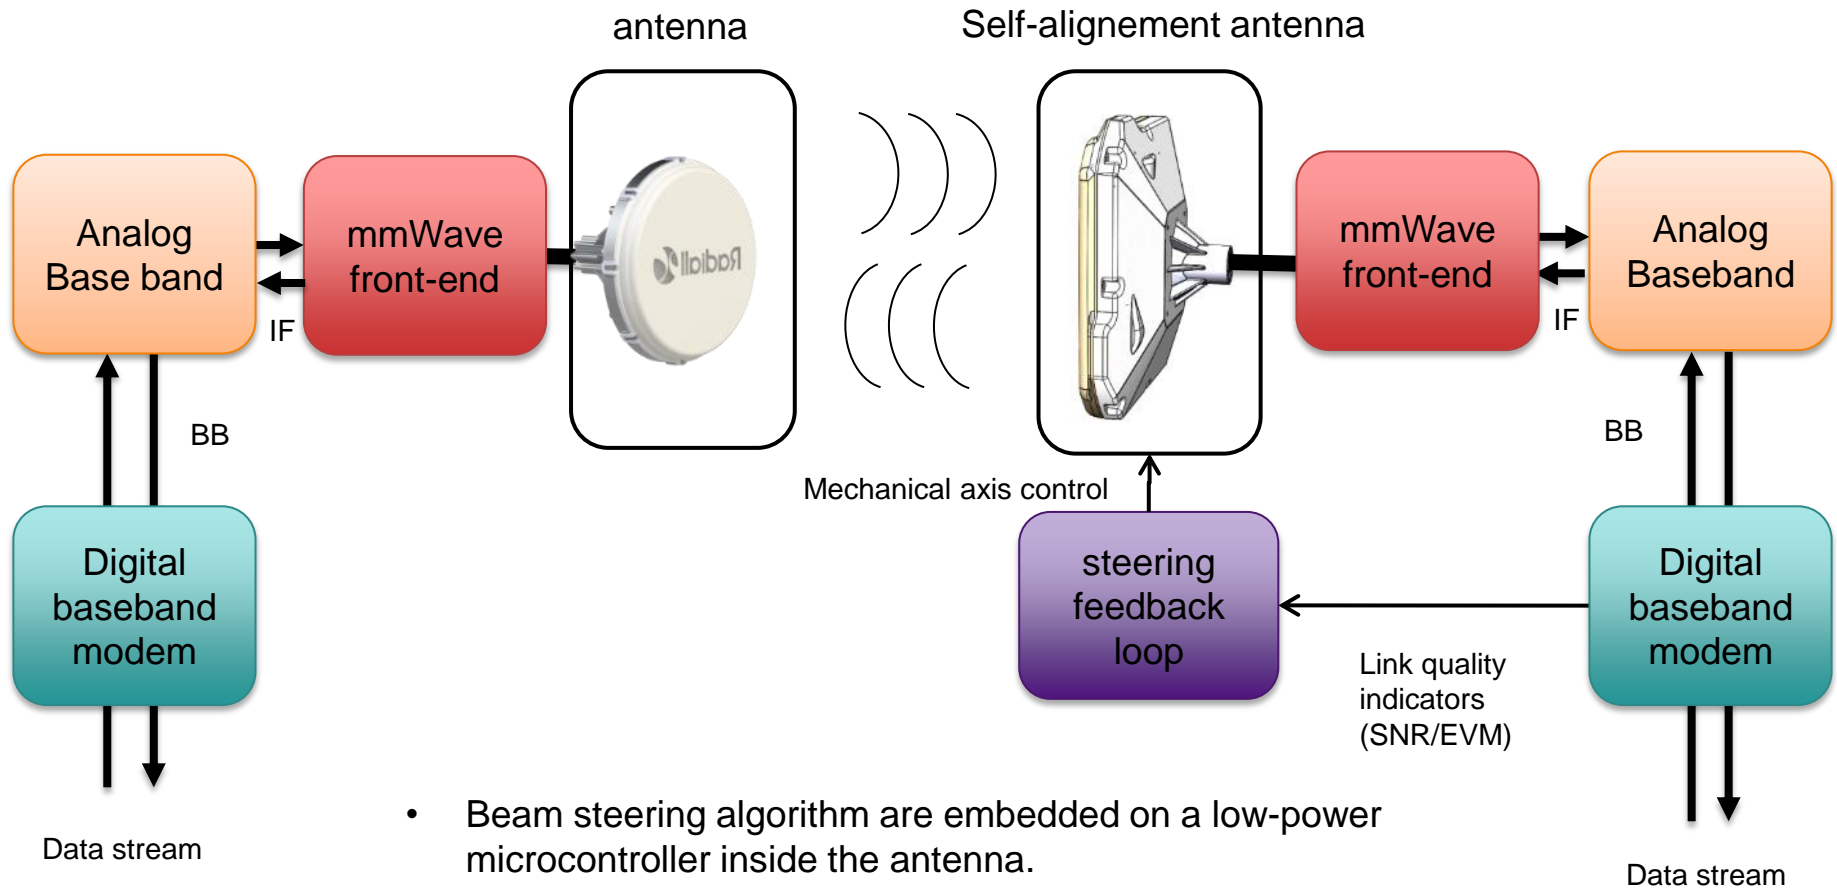 antenna
Self-alignement antenna
Analog
Base band
mmWave
front-end
Radiall
mmWave
front-end
Analog
Baseband
IF
IF
BB
BB
Mechanical axis control
Digital
baseband
modem
steering
feedback
loop
Digital
baseband
modem
Link quality
indicators
(SNR/EVM)
Data stream
• Beam steering algorithm are embedded on a low-power
microcontroller inside the antenna.
Data stream